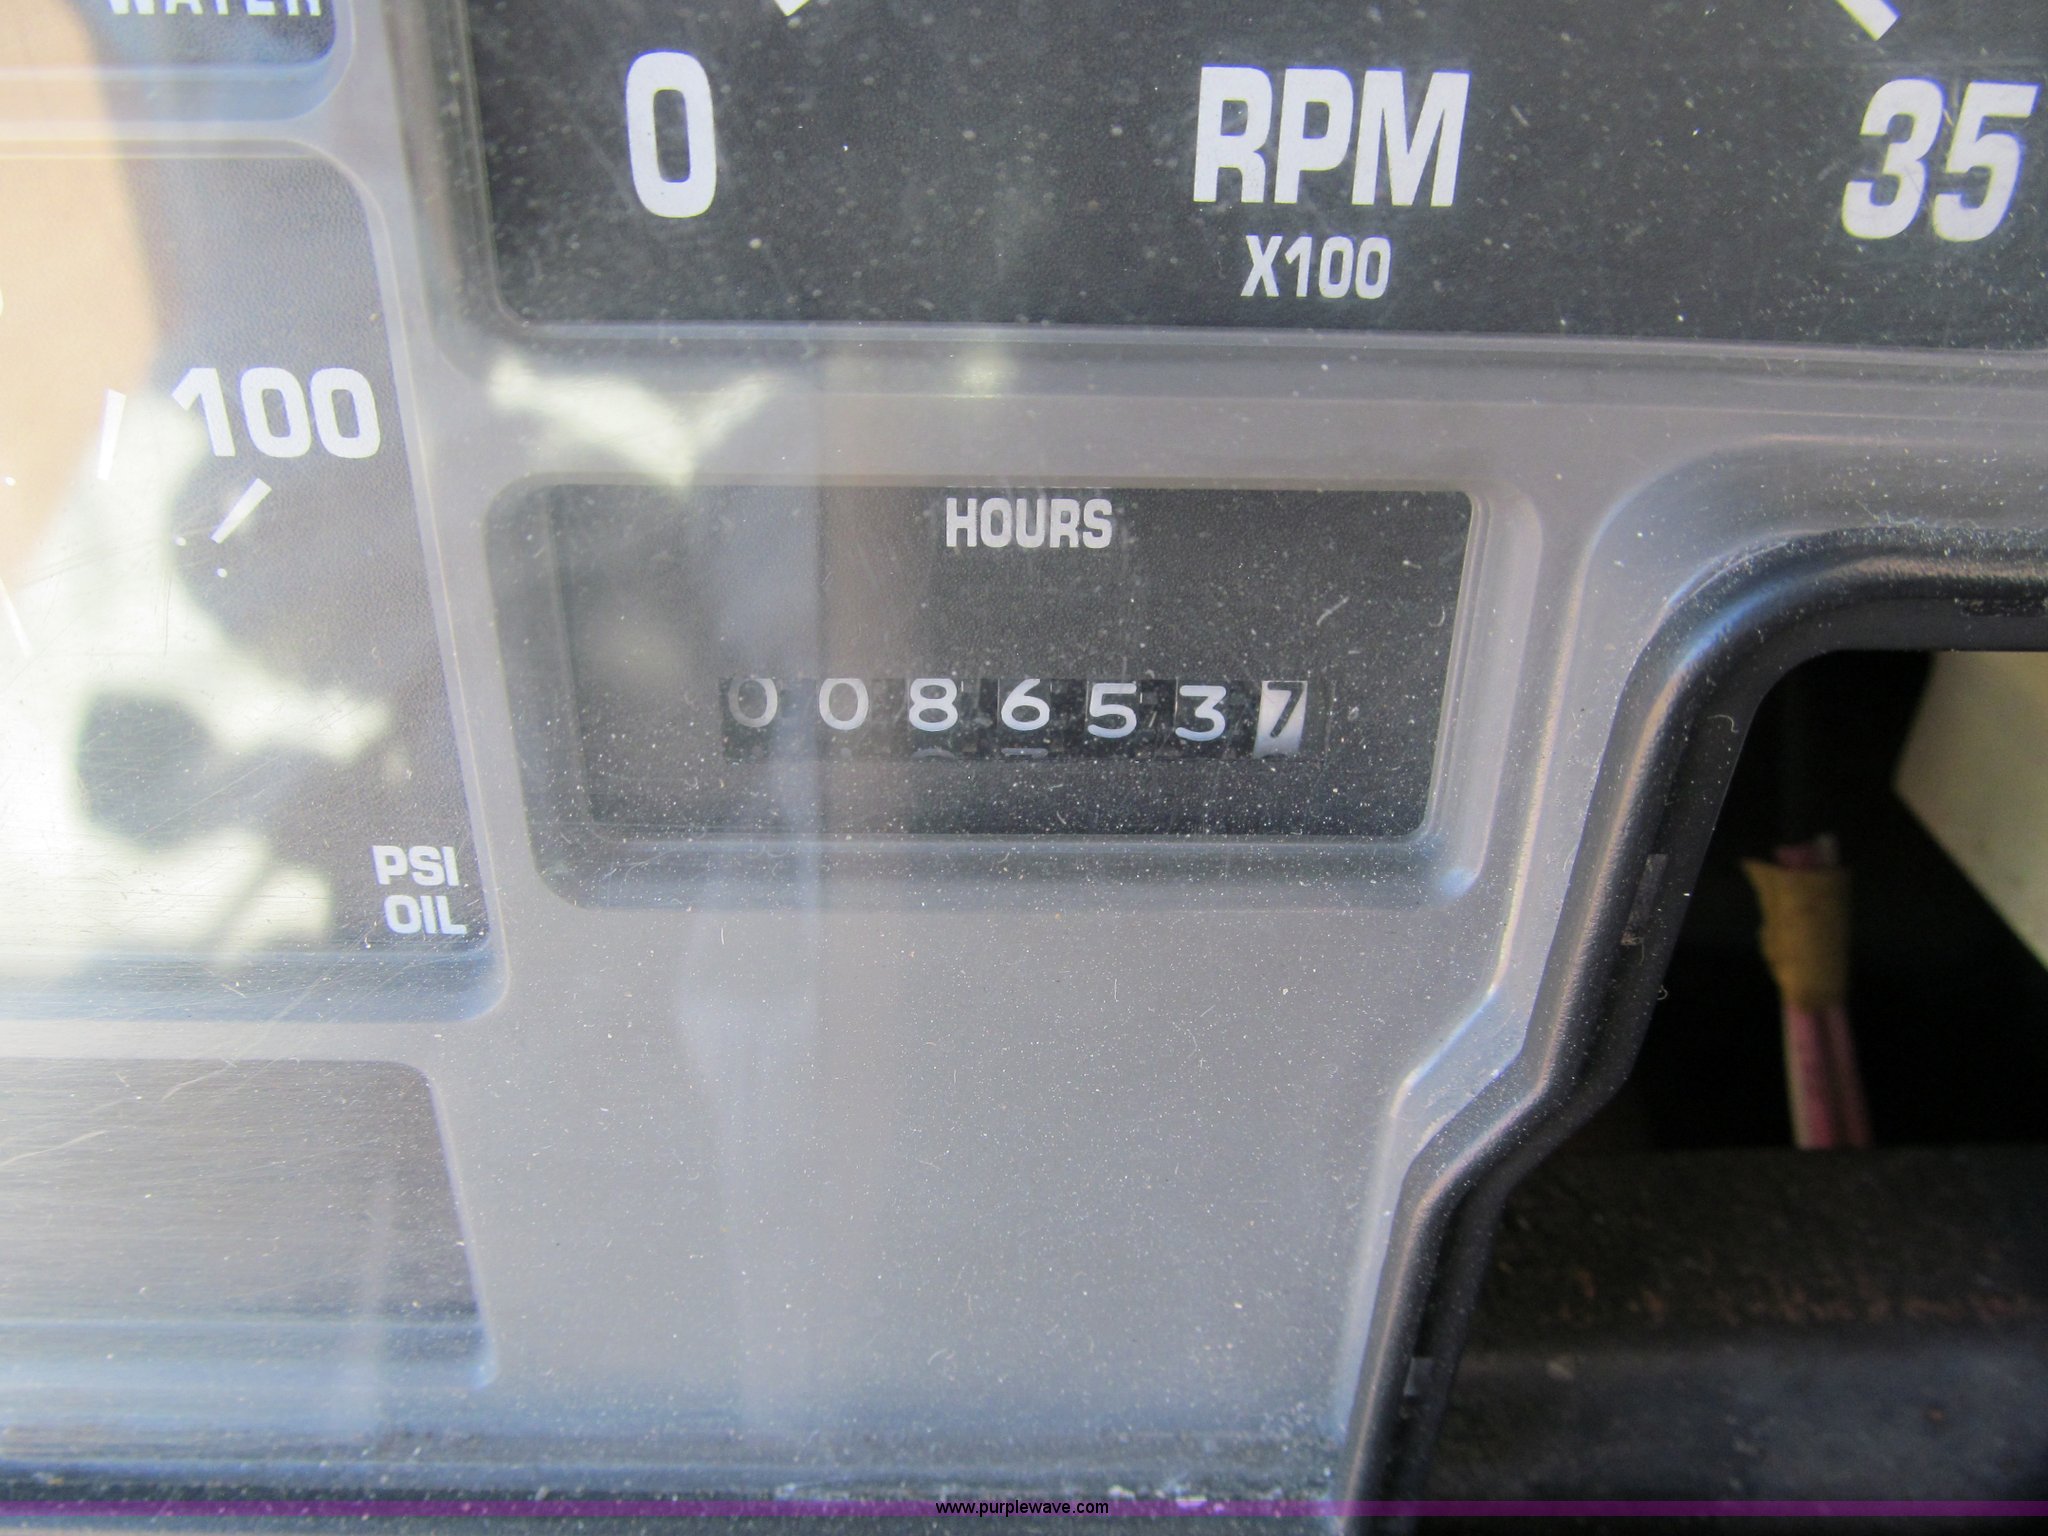 WATER
0
RPM
35
X100
100
HOURS
0086537
PSI
OIL
www.purplewave.com